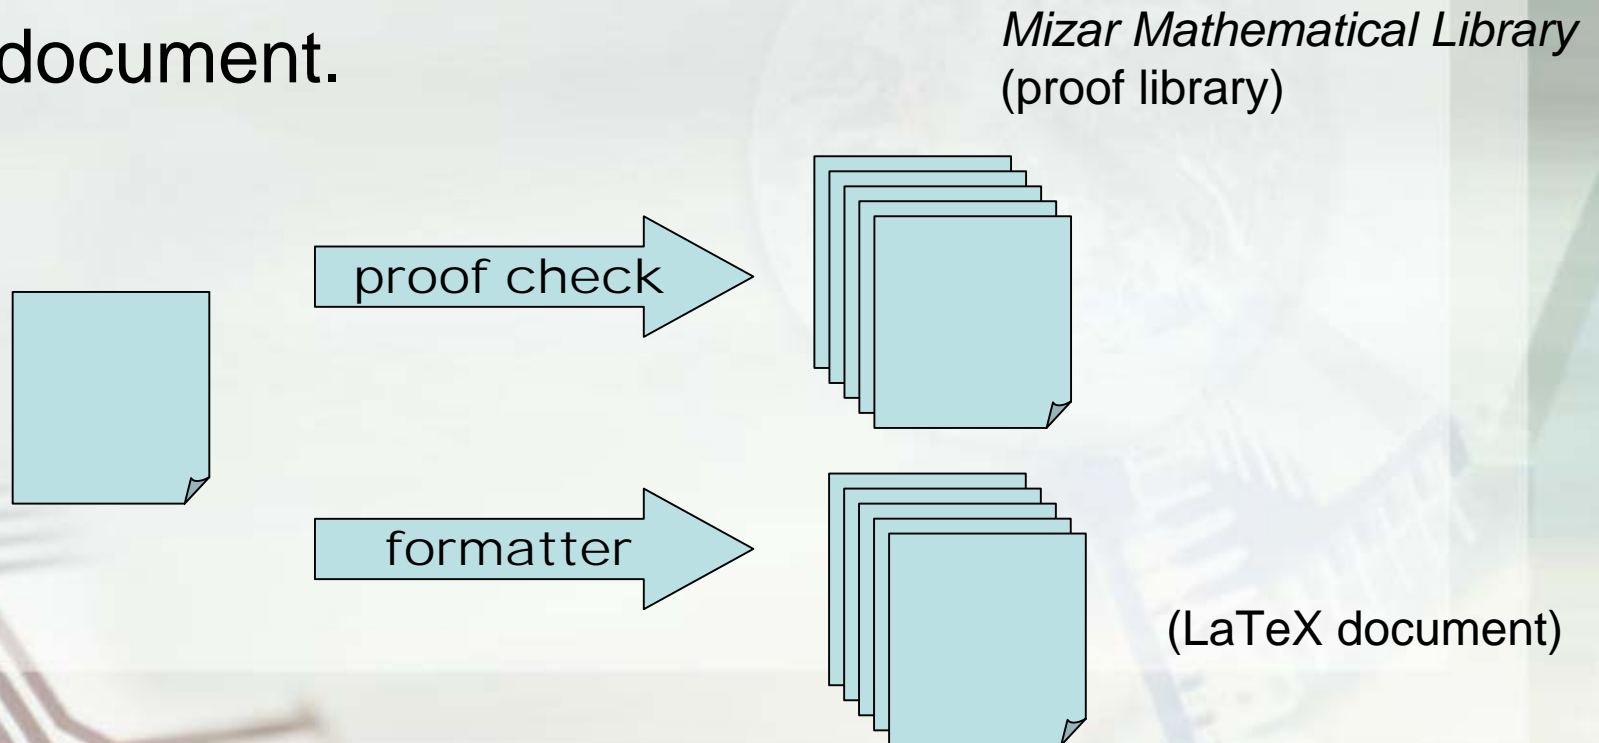 document.
Mizar Mathematical Library
(proof library)
proof check
formatter
(LaTeX document)